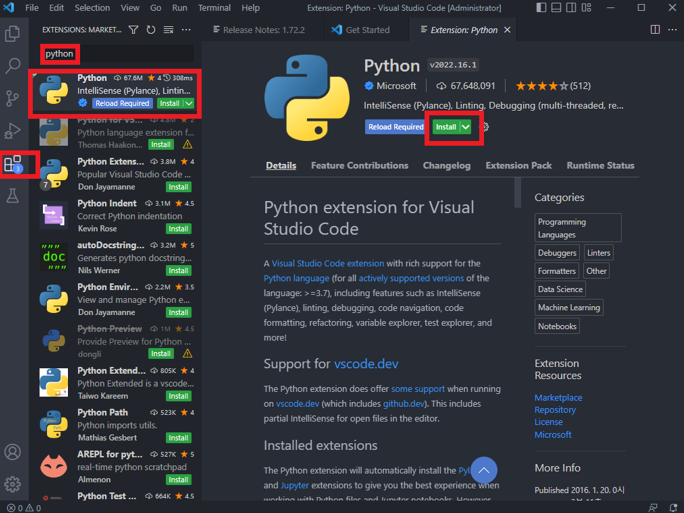 File Edit Selection View Go Run Terminal Help Extension: Python - Visual Studio Code [Administrator]
EXTENSIONS: MARKET...
Release Notes: 1.72.2
Get Started
Extension: Python
python
Python 67.6M 4 308ms
IntelliSense (Pylance), Lintin...
Reload Required Install
Python for VS... 4.8M 2
Python language extension f...
Thomas Haakon... Install
Python Exten... 3.8M 4
Popular Visual Studio Code ...
7 Don Jayamanne Install
Python Indent 3.1M 4.5
Correct Python indentation
Kevin Rose Install
autoDocstring... 3.2M 5
Generates python docstring...
Nils Werner Install
Python Envir... 2.2M 3.5
View and manage Python e...
Don Jayamanne Install
Python Preview 1M 4.5
Provide Preview for Python ...
dongli Install
Python Extend... 805K 4
Python Extended is a vscode...
Taiwo Kareem Install
Python Path 523K 4
Python imports utils.
Mathias Gesbert Install
AREPL for pyt... 527K 5
real-time python scratchpad
Almenon Install
Python Test ... 664K 4.5
Python v2022.16.1
Microsoft 67,648,091 (512)
IntelliSense (Pylance), Linting, Debugging (multi-threaded, re...
Reload Required Install
Details Feature Contributions Changelog Extension Pack Runtime Status
Python extension for Visual
Studio Code
A Visual Studio Code extension with rich support for the
Python language (for all actively supported versions of the
language: >=3.7), including features such as IntelliSense
(Pylance), linting, debugging, code navigation, code
formatting, refactoring, variable explorer, test explorer, and
more!
Support for vscode.dev
The Python extension does offer some support when running
on vscode.dev (which includes github.dev). This includes
partial IntelliSense for open files in the editor.
Installed extensions
The Python extension will automatically install the
and Jupyter extensions to give you the best experience when
working with Python files and Jupyter notebooks. However,
Categories
Programming
Languages
Debuggers Linters
Formatters Other
Data Science
Machine Learning
Notebooks
Extension
Resources
Marketplace
Repository
License
Microsoft
More Info
Published 2016. 1. 20. 0시
0 0